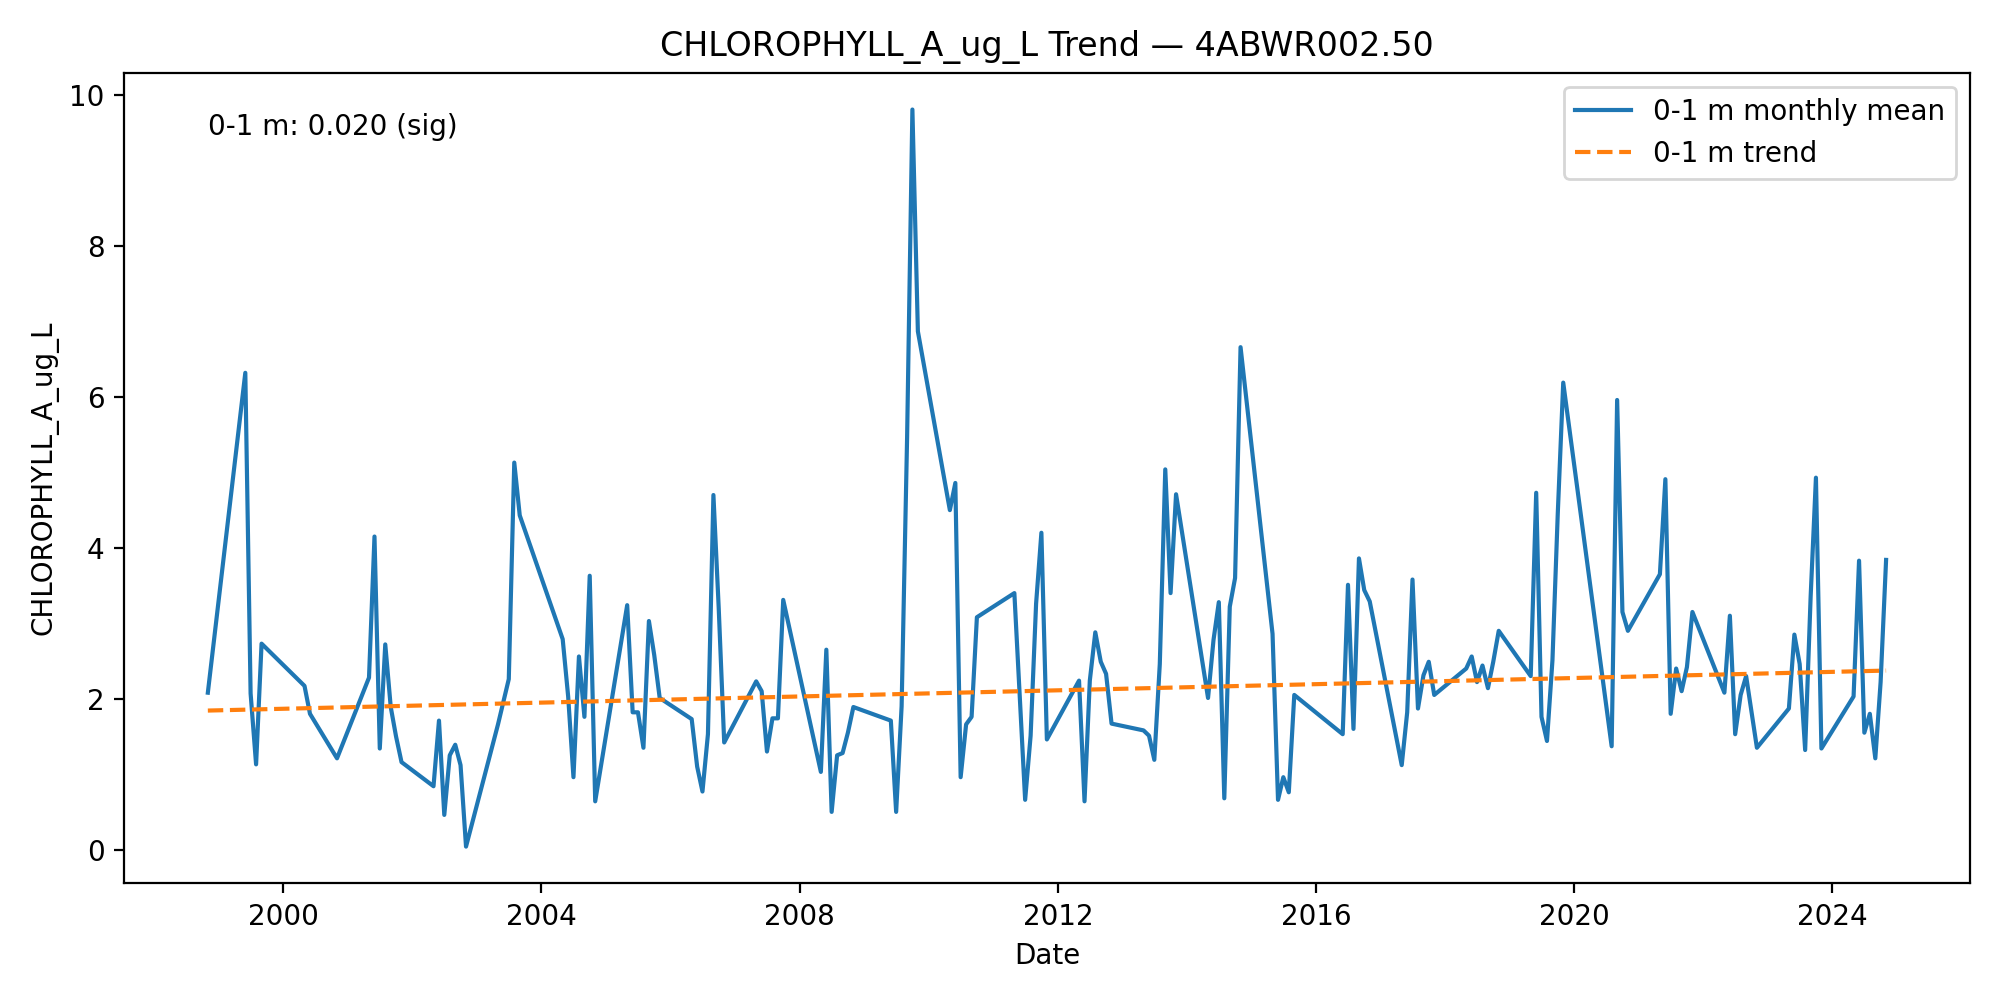 CHLOROPHYLL_A_ug_L Trend — 4ABWR002.50
0-1 m: 0.020 (sig)
0-1 m monthly mean
0-1 m trend
CHLOROPHYLL_A_ug_L
10
8
6
4
2
0
2000
2004
2008
2012
2016
2020
2024
Date